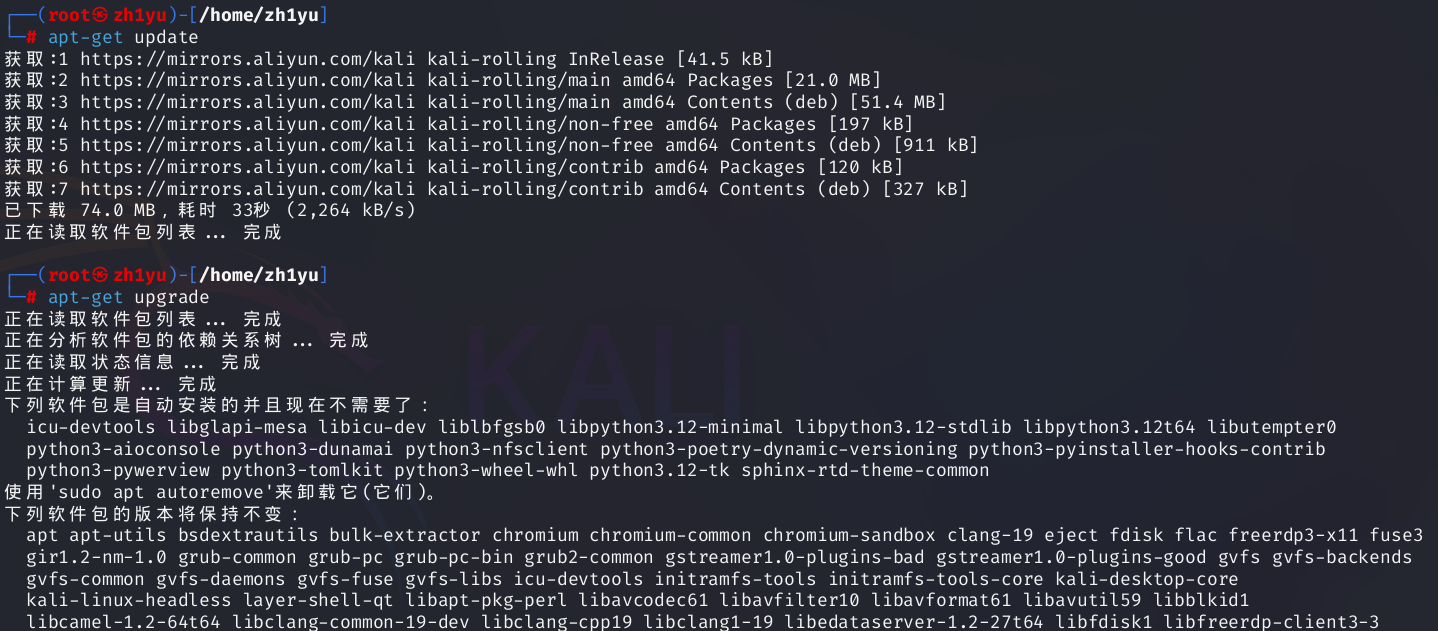 ┌──(root㉿zh1yu)-[/home/zh1yu]
└─# apt-get update
获取:1 https://mirrors.aliyun.com/kali kali-rolling InRelease [41.5 kB]
获取:2 https://mirrors.aliyun.com/kali kali-rolling/main amd64 Packages [21.0 MB]
获取:3 https://mirrors.aliyun.com/kali kali-rolling/main amd64 Contents (deb) [51.4 MB]
获取:4 https://mirrors.aliyun.com/kali kali-rolling/non-free amd64 Packages [197 kB]
获取:5 https://mirrors.aliyun.com/kali kali-rolling/non-free amd64 Contents (deb) [911 kB]
获取:6 https://mirrors.aliyun.com/kali kali-rolling/contrib amd64 Packages [120 kB]
获取:7 https://mirrors.aliyun.com/kali kali-rolling/contrib amd64 Contents (deb) [327 kB]
已下载 74.0 MB，耗时 33秒 (2,264 kB/s)
正在读取软件包列表... 完成
┌──(root㉿zh1yu)-[/home/zh1yu]
└─# apt-get upgrade
正在读取软件包列表... 完成
正在分析软件包的依赖关系树... 完成
正在读取状态信息... 完成
正在计算更新... 完成
下列软件包是自动安装的并且现在不需要了：
icu-devtools libglapi-mesa libicu-dev liblbfgsb0 libpython3.12-minimal libpython3.12-stdlib libpython3.12t64 libutempter0
python3-aioconsole python3-dunamai python3-nfsclient python3-poetry-dynamic-versioning python3-pyinstaller-hooks-contrib
python3-pywerview python3-tomlkit python3-wheel-whl python3.12-tk sphinx-rtd-theme-common
使用'sudo apt autoremove'来卸载它(它们)。
下列软件包的版本将保持不变：
apt apt-utils bsdextrautils bulk-extractor chromium chromium-common chromium-sandbox clang-19 eject fdisk flac freerdp3-x11 fuse3
gir1.2-nm-1.0 grub-common grub-pc grub-pc-bin grub2-common gstreamer1.0-plugins-bad gstreamer1.0-plugins-good gvfs gvfs-backends
gvfs-common gvfs-daemons gvfs-fuse gvfs-libs icu-devtools initramfs-tools initramfs-tools-core kali-desktop-core
kali-linux-headless layer-shell-qt libapt-pkg-perl libavcodec61 libavfilter10 libavformat61 libavutil59 libblkid1
libcamel-1.2-64t64 libclang-common-19-dev libclang-cpp19 libclang1-19 libedataserver-1.2-27t64 libfdisk1 libfreerdp-client3-3
KALI